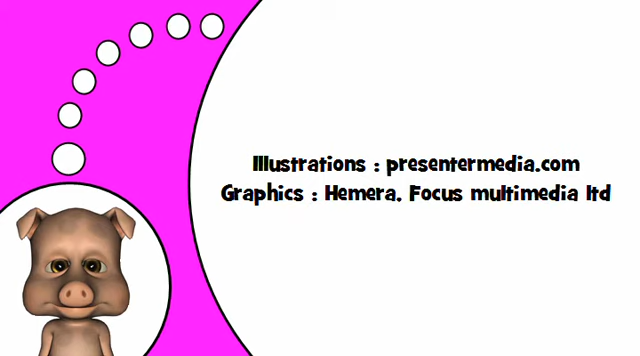 Illustrations : presentermedia.com
Graphics : Hemera. Focus multimedia ltd